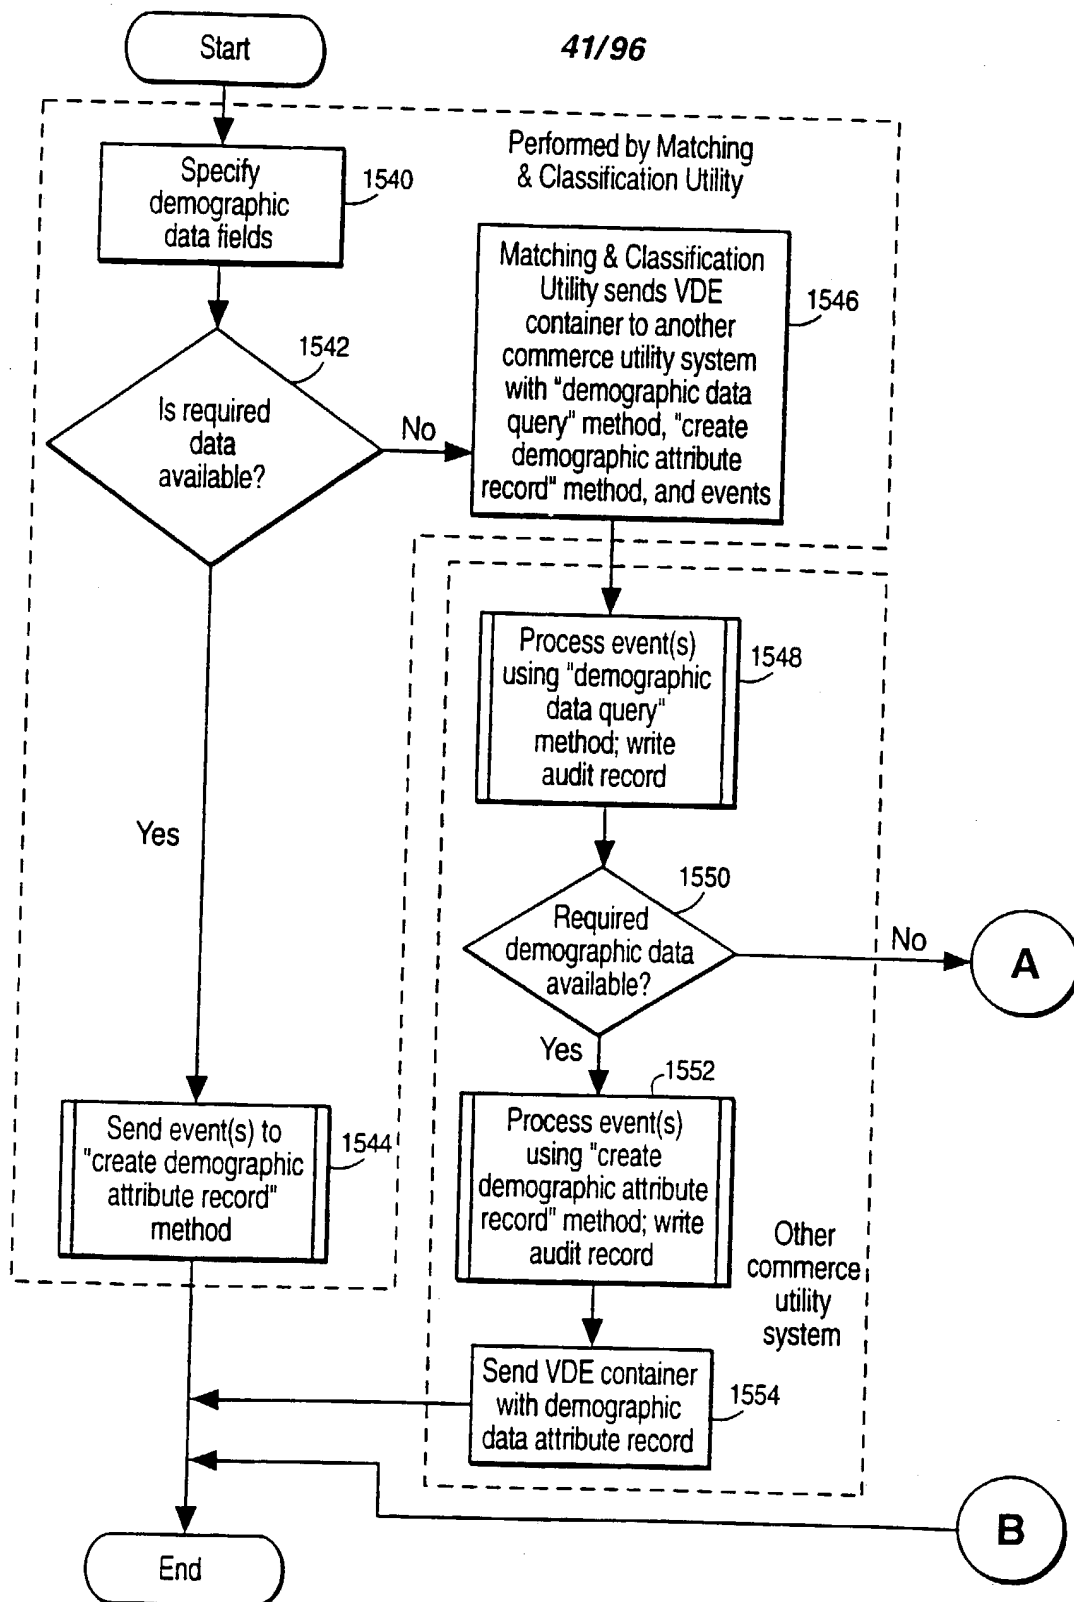 Start
41/96
Performed by Matching
& Classification Utility
Specify
demographic
data fields
1540
Matching & Classification
Utility sends VDE
container to another
commerce utility system
with "demographic data
query" method, "create
demographic attribute
record" method, and events
1546
1542
Is required
data
available?
No
Process event(s)
using "demographic
data query"
method; write
audit record
1548
Yes
1550
Required
demographic data
available?
No
A
Yes
1552
Process event(s)
using "create
demographic attribute
record" method; write
audit record
Send event(s) to
"create demographic
attribute record"
method
1544
Other
commerce
utility
system
Send VDE container
with demographic
data attribute record
1554
B
End